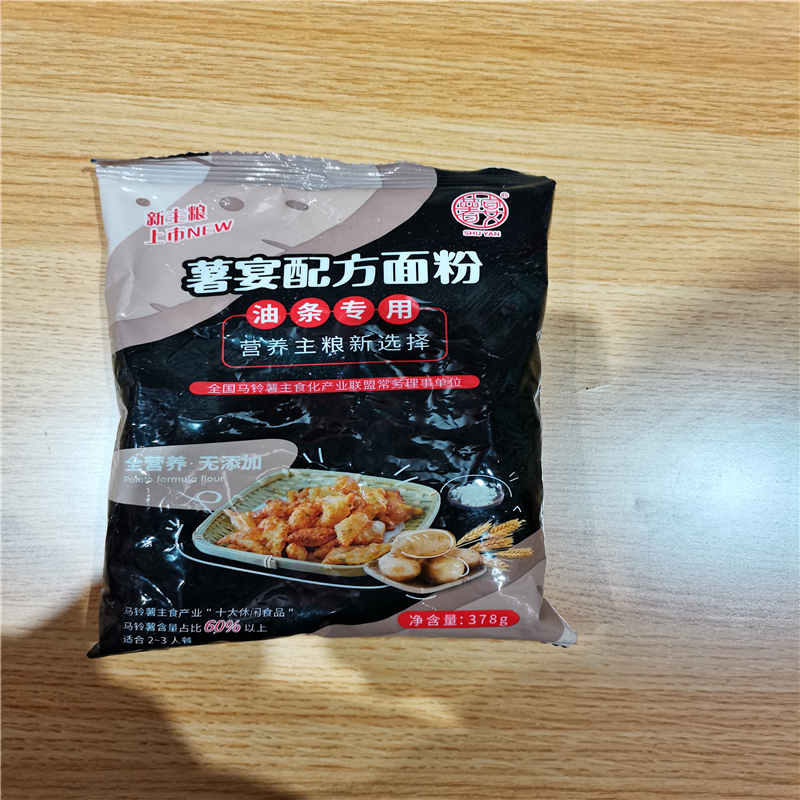 新主粮
上市NEW
薯宴
®
SHU YAN
薯宴配方面粉
油条专用
营养主粮新选择
全国马铃薯主食化产业联盟常务理事单位
全营养·无添加
Potato formula flour
马铃薯主食产业“十大休闲食品”
马铃薯含量占比60%以上
适合2~3人餐
净含量：378g